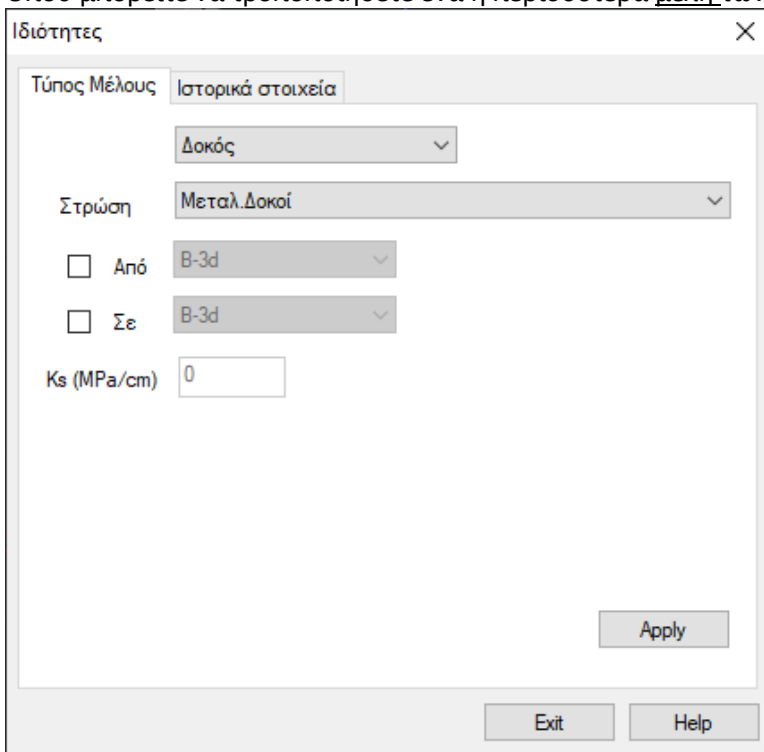 Ιδιότητες
Τύπος Μέλους Ιστορικά στοιχεία
Δοκός
Στρώση Μεταλ.Δοκοί
Από B-3d
Σε B-3d
Ks (MPa/cm) 0
Apply
Exit Help